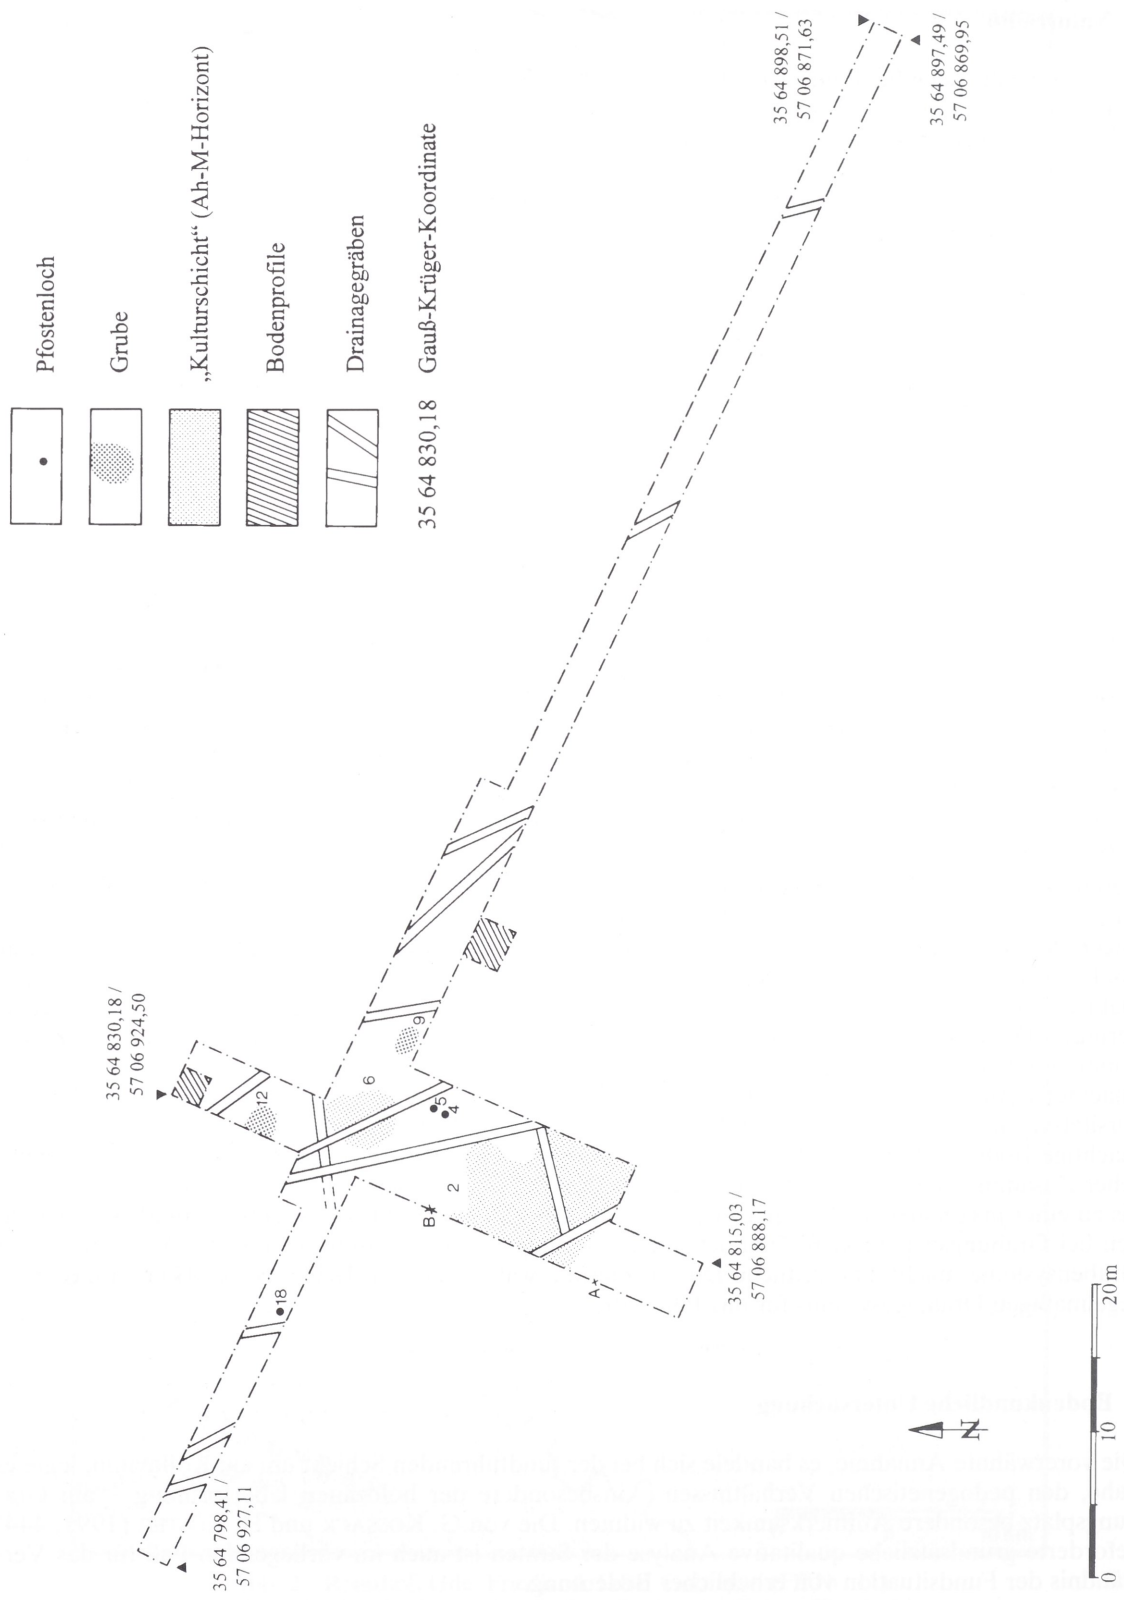 Pfostenloch
Grube
„Kulturschicht“ (Ah-M-Horizont)
Bodenprofile
Drainagegräben
35 64 830,18 Gauß-Krüger-Koordinate
35 64 898,51 /
57 06 871,63
35 64 897,49 /
57 06 869,95
35 64 830,18 /
57 06 924,50
12
6
9
5
4
2
B
A
18
35 64 815,03 /
57 06 888,17
35 64 798,41 /
57 06 927,11
N
0
10
20m